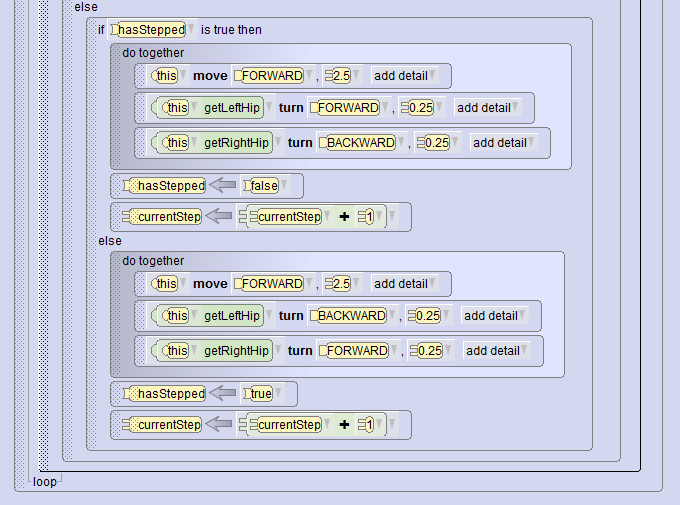 else
if hasStepped is true then
do together
this move FORWARD , 2.5 add detail
this getLeftHip turn FORWARD , 0.25 add detail
this getRightHip turn BACKWARD , 0.25 add detail
hasStepped false
currentStep currentStep + 1
else
do together
this move FORWARD , 2.5 add detail
this getLeftHip turn BACKWARD , 0.25 add detail
this getRightHip turn FORWARD , 0.25 add detail
hasStepped true
currentStep currentStep + 1
loop